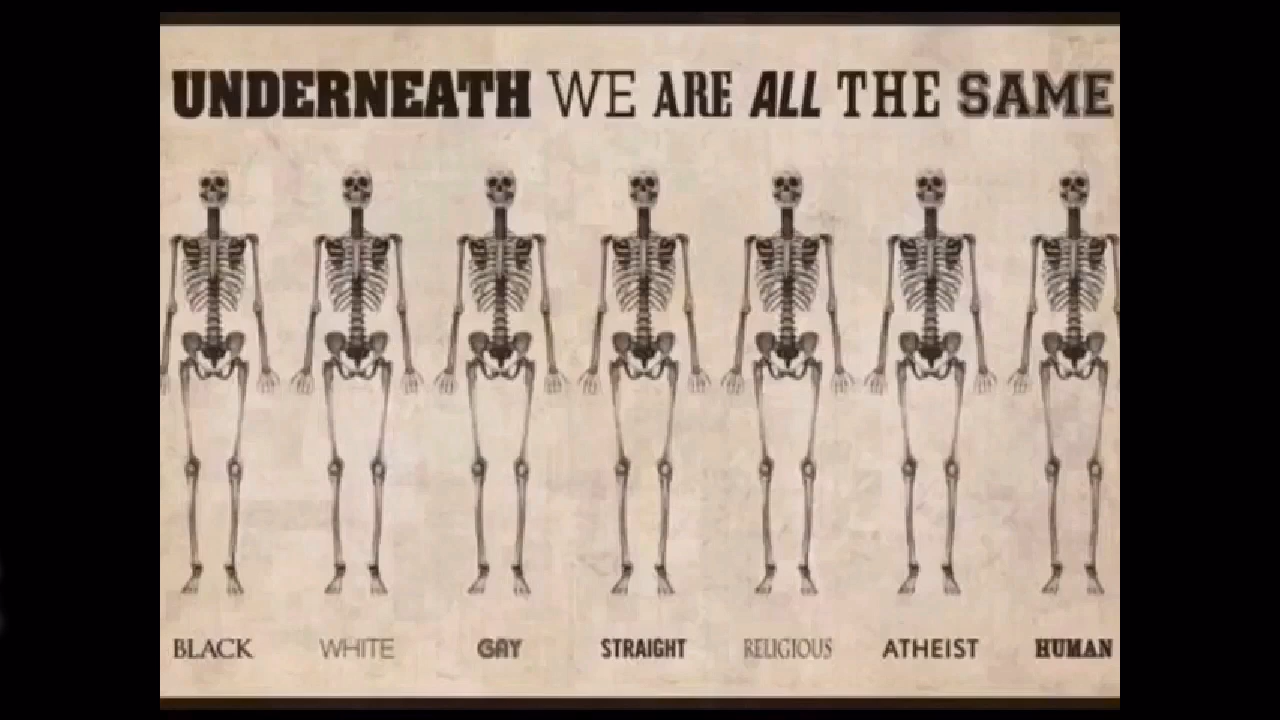 UNDERNEATH WE ARE ALL THE SAME
BLACK WHITE GAY STRAIGHT RELIGIOUS ATHEIST HUMAN